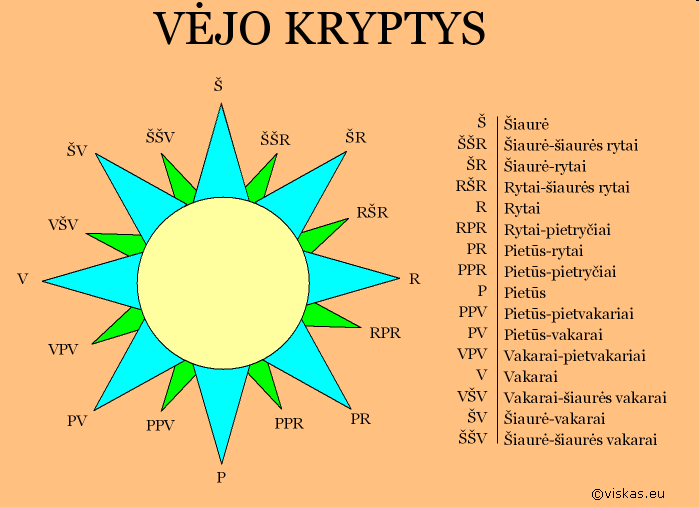 VĖJO KRYPTYS
Š
ŠŠV
ŠŠR
ŠV
ŠR
VŠV
RŠR
V
R
VPV
RPR
PV
PPV
PPR
PR
P
Š Šiaurė
ŠŠR Šiaurė-šiaurės rytai
ŠR Šiaurė-rytai
RŠR Rytai-šiaurės rytai
R Rytai
RPR Rytai-pietryčiai
PR Pietūs-rytai
PPR Pietūs-pietryčiai
P Pietūs
PPV Pietūs-pietvakariai
PV Pietūs-vakarai
VPV Vakarai-pietvakariai
V Vakarai
VŠV Vakarai-šiaurės vakarai
ŠV Šiaurė-vakarai
ŠŠV Šiaurė-šiaurės vakarai
©viskas.eu